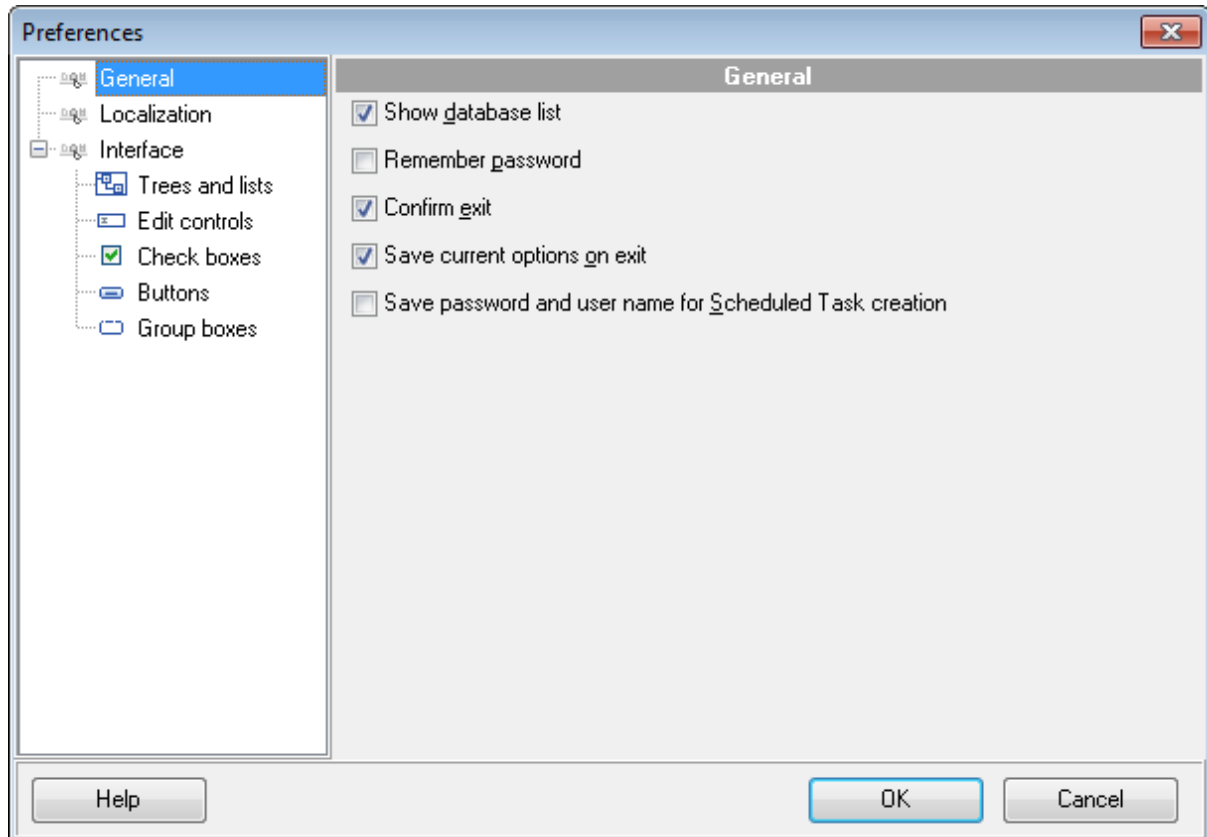 Preferences
General
Localization
Interface
Trees and lists
Edit controls
Check boxes
Buttons
Group boxes
General
Show database list
Remember password
Confirm exit
Save current options on exit
Save password and user name for Scheduled Task creation
Help
OK
Cancel